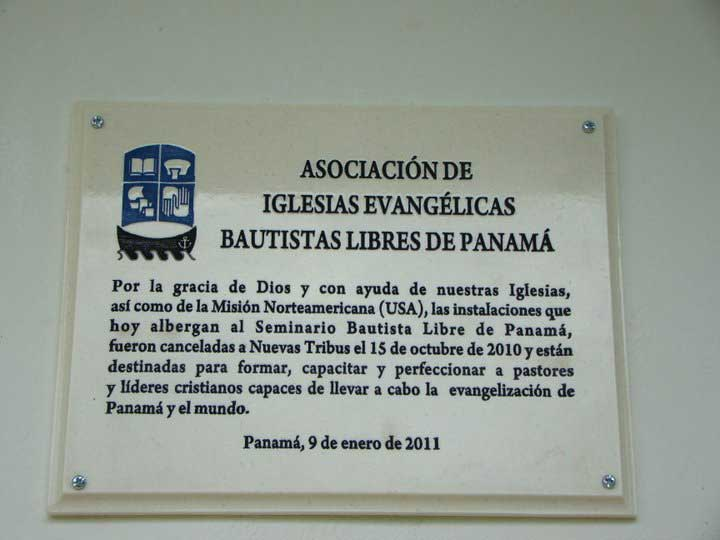 ASOCIACIÓN DE
IGLESIAS EVANGÉLICAS
BAUTISTAS LIBRES DE PANAMÁ
Por la gracia de Dios y con ayuda de nuestras Iglesias,
así como de la Misión Norteamericana (USA), las instalaciones que
hoy albergan al Seminario Bautista Libre de Panamá,
fueron canceladas a Nuevas Tribus el 15 de octubre de 2010 y están
destinadas para formar, capacitar y perfeccionar a pastores
y líderes cristianos capaces de llevar a cabo la evangelización de
Panamá y el mundo.
Panamá, 9 de enero de 2011